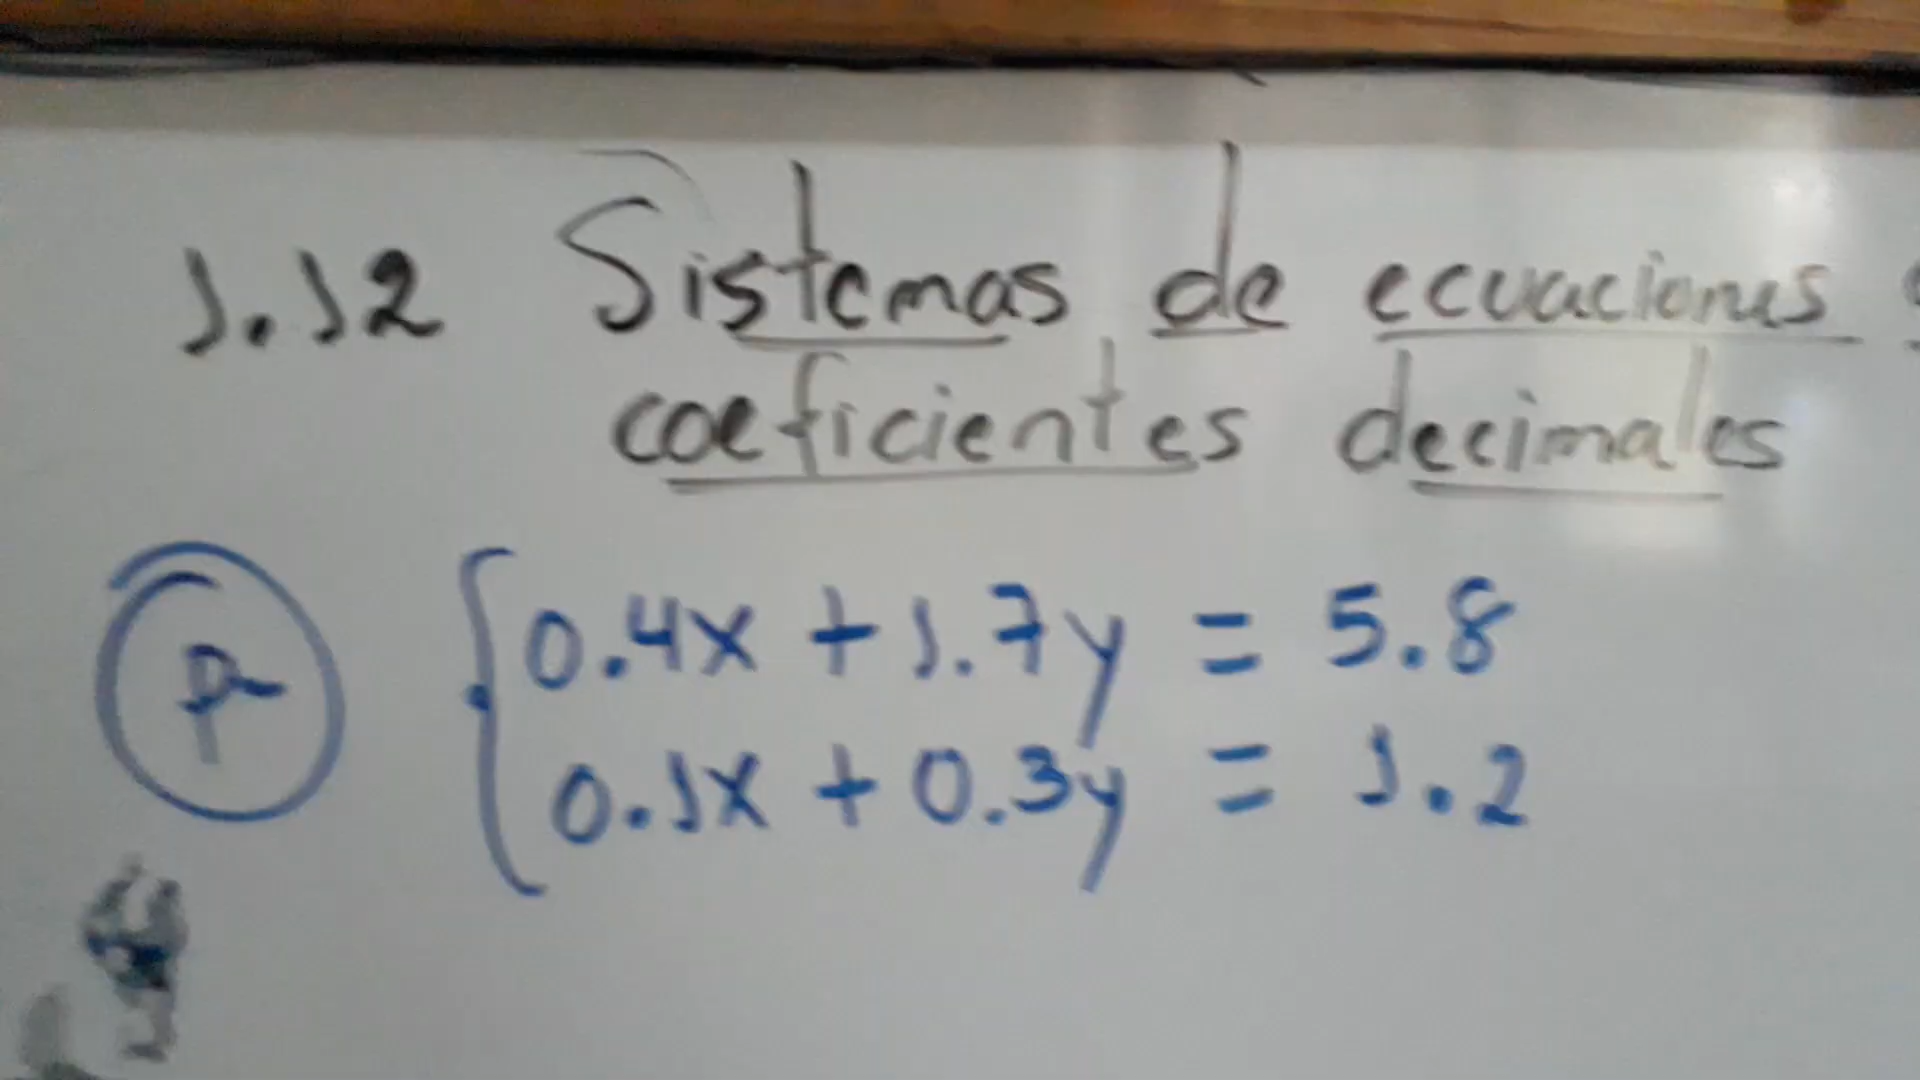 1.12 Sistemas de ecuaciones
coeficientes decimales
P
0.4x + 1.7y = 5.8
0.1x + 0.3y = 1.2